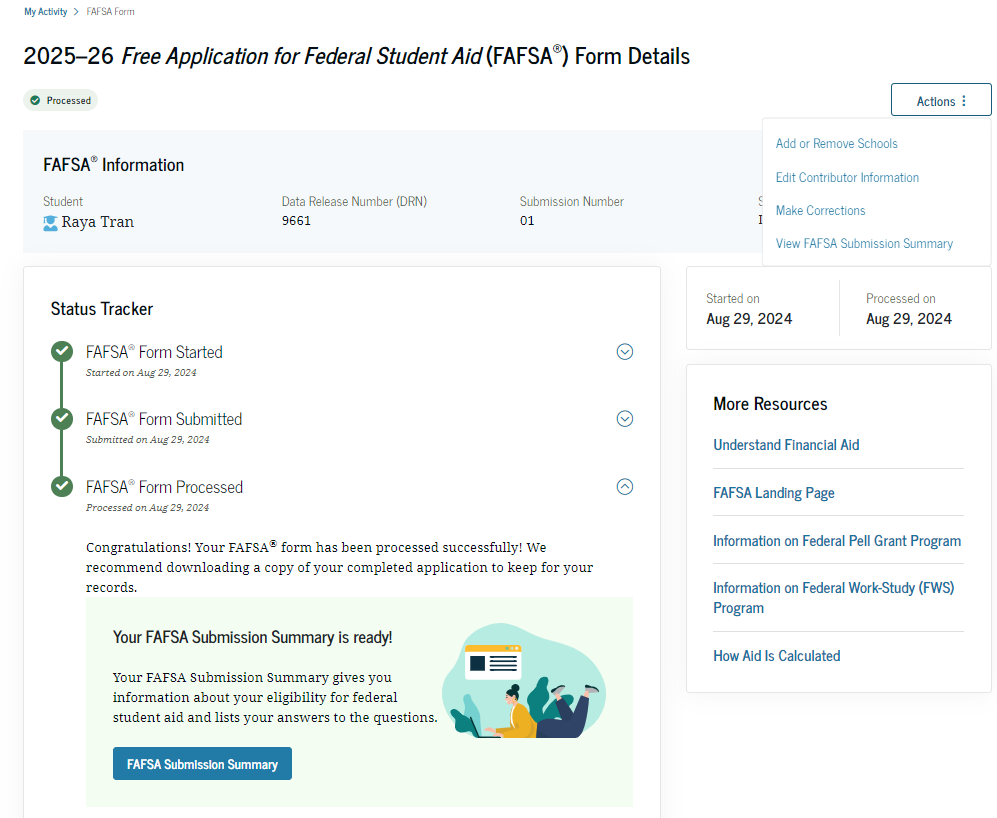 My Activity > FAFSA Form
2025–26 Free Application for Federal Student Aid (FAFSA®) Form Details
Processed
Actions
Add or Remove Schools
Edit Contributor Information
Make Corrections
View FAFSA Submission Summary
FAFSA® Information
Student
Data Release Number (DRN)
Submission Number
Raya Tran
9661
01
Status Tracker
FAFSA® Form Started
Started on Aug 29, 2024
FAFSA® Form Submitted
Submitted on Aug 29, 2024
FAFSA® Form Processed
Processed on Aug 29, 2024
Congratulations! Your FAFSA® form has been processed successfully! We
recommend downloading a copy of your completed application to keep for your
records.
Your FAFSA Submission Summary is ready!
Your FAFSA Submission Summary gives you
information about your eligibility for federal
student aid and lists your answers to the questions.
FAFSA Submission Summary
Started on
Aug 29, 2024
Processed on
Aug 29, 2024
More Resources
Understand Financial Aid
FAFSA Landing Page
Information on Federal Pell Grant Program
Information on Federal Work-Study (FWS)
Program
How Aid Is Calculated